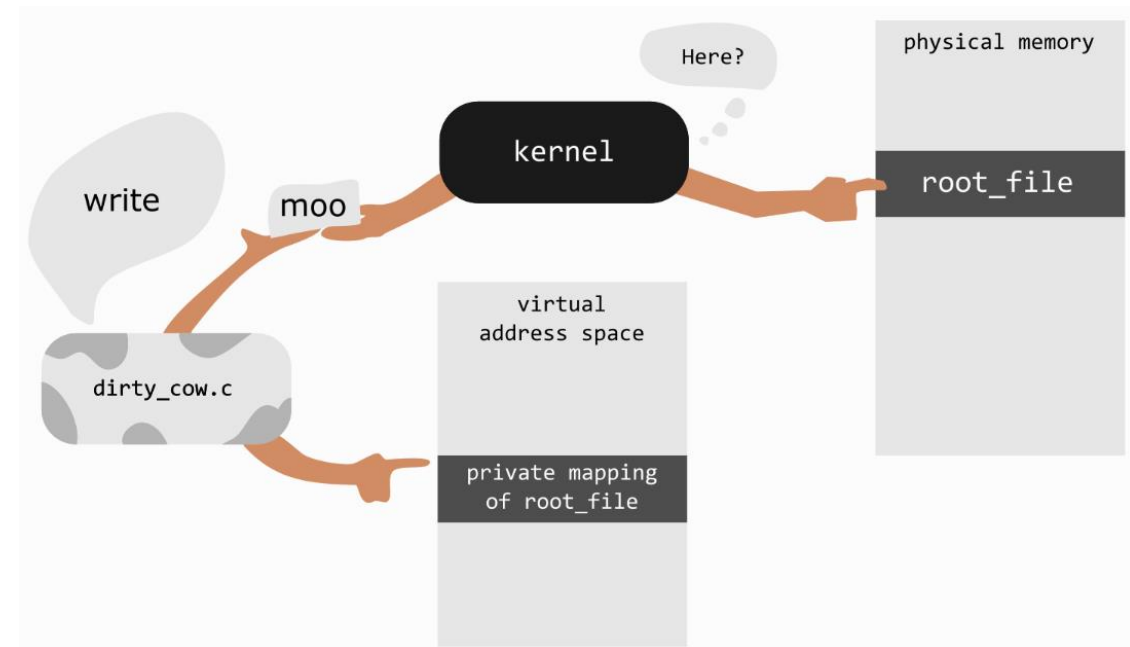 Here?
physical memory
kernel
root_file
write
moo
dirty_cow.c
virtual
address space
private mapping
of root_file